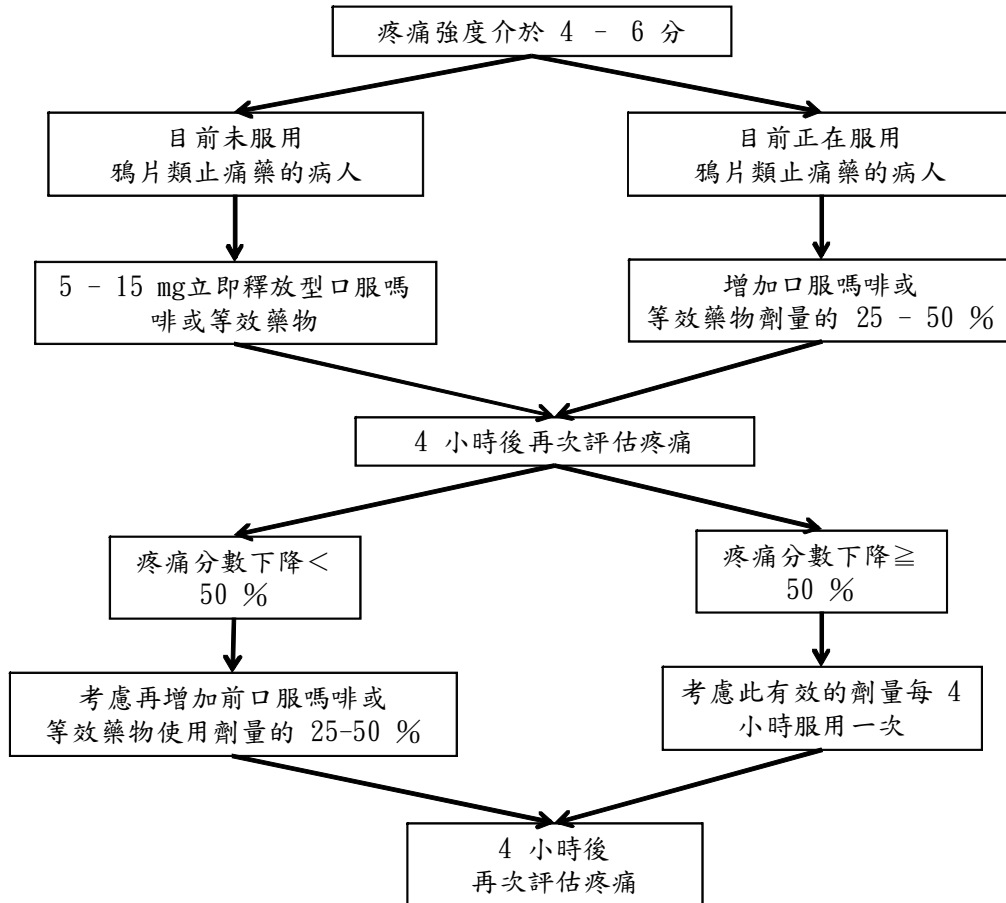 疼痛強度介於 4 - 6 分
目前未服用
鴉片類止痛藥的病人
目前正在服用
鴉片類止痛藥的病人
5 - 15 mg立即釋放型口服嗎
啡或等效藥物
增加口服嗎啡或
等效藥物劑量的 25 - 50 %
4 小時後再次評估疼痛
疼痛分數下降<
50 %
疼痛分數下降≧
50 %
考慮再增加前口服嗎啡或
等效藥物使用劑量的 25-50 %
考慮此有效的劑量每 4
小時服用一次
4 小時後
再次評估疼痛